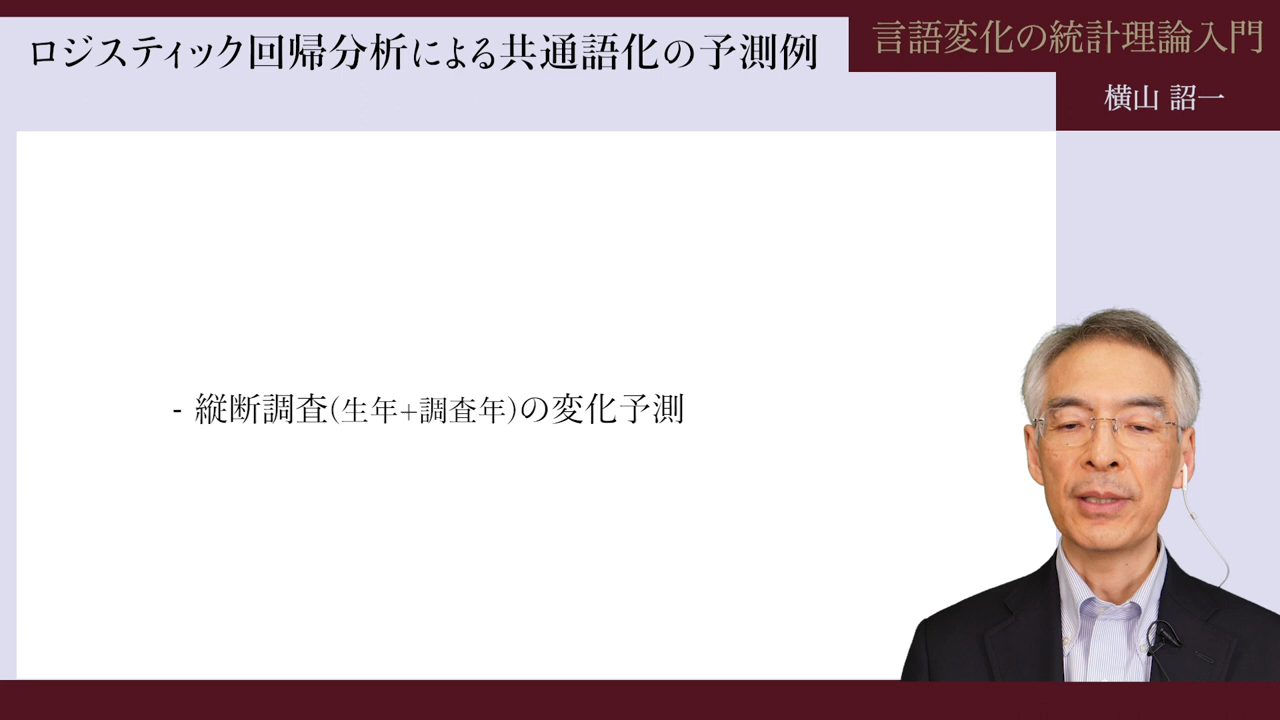 ロジスティック回帰分析による共通語化の予測例
言語変化の統計理論入門
横山 詔一
- 縦断調査(生年+調査年)の変化予測